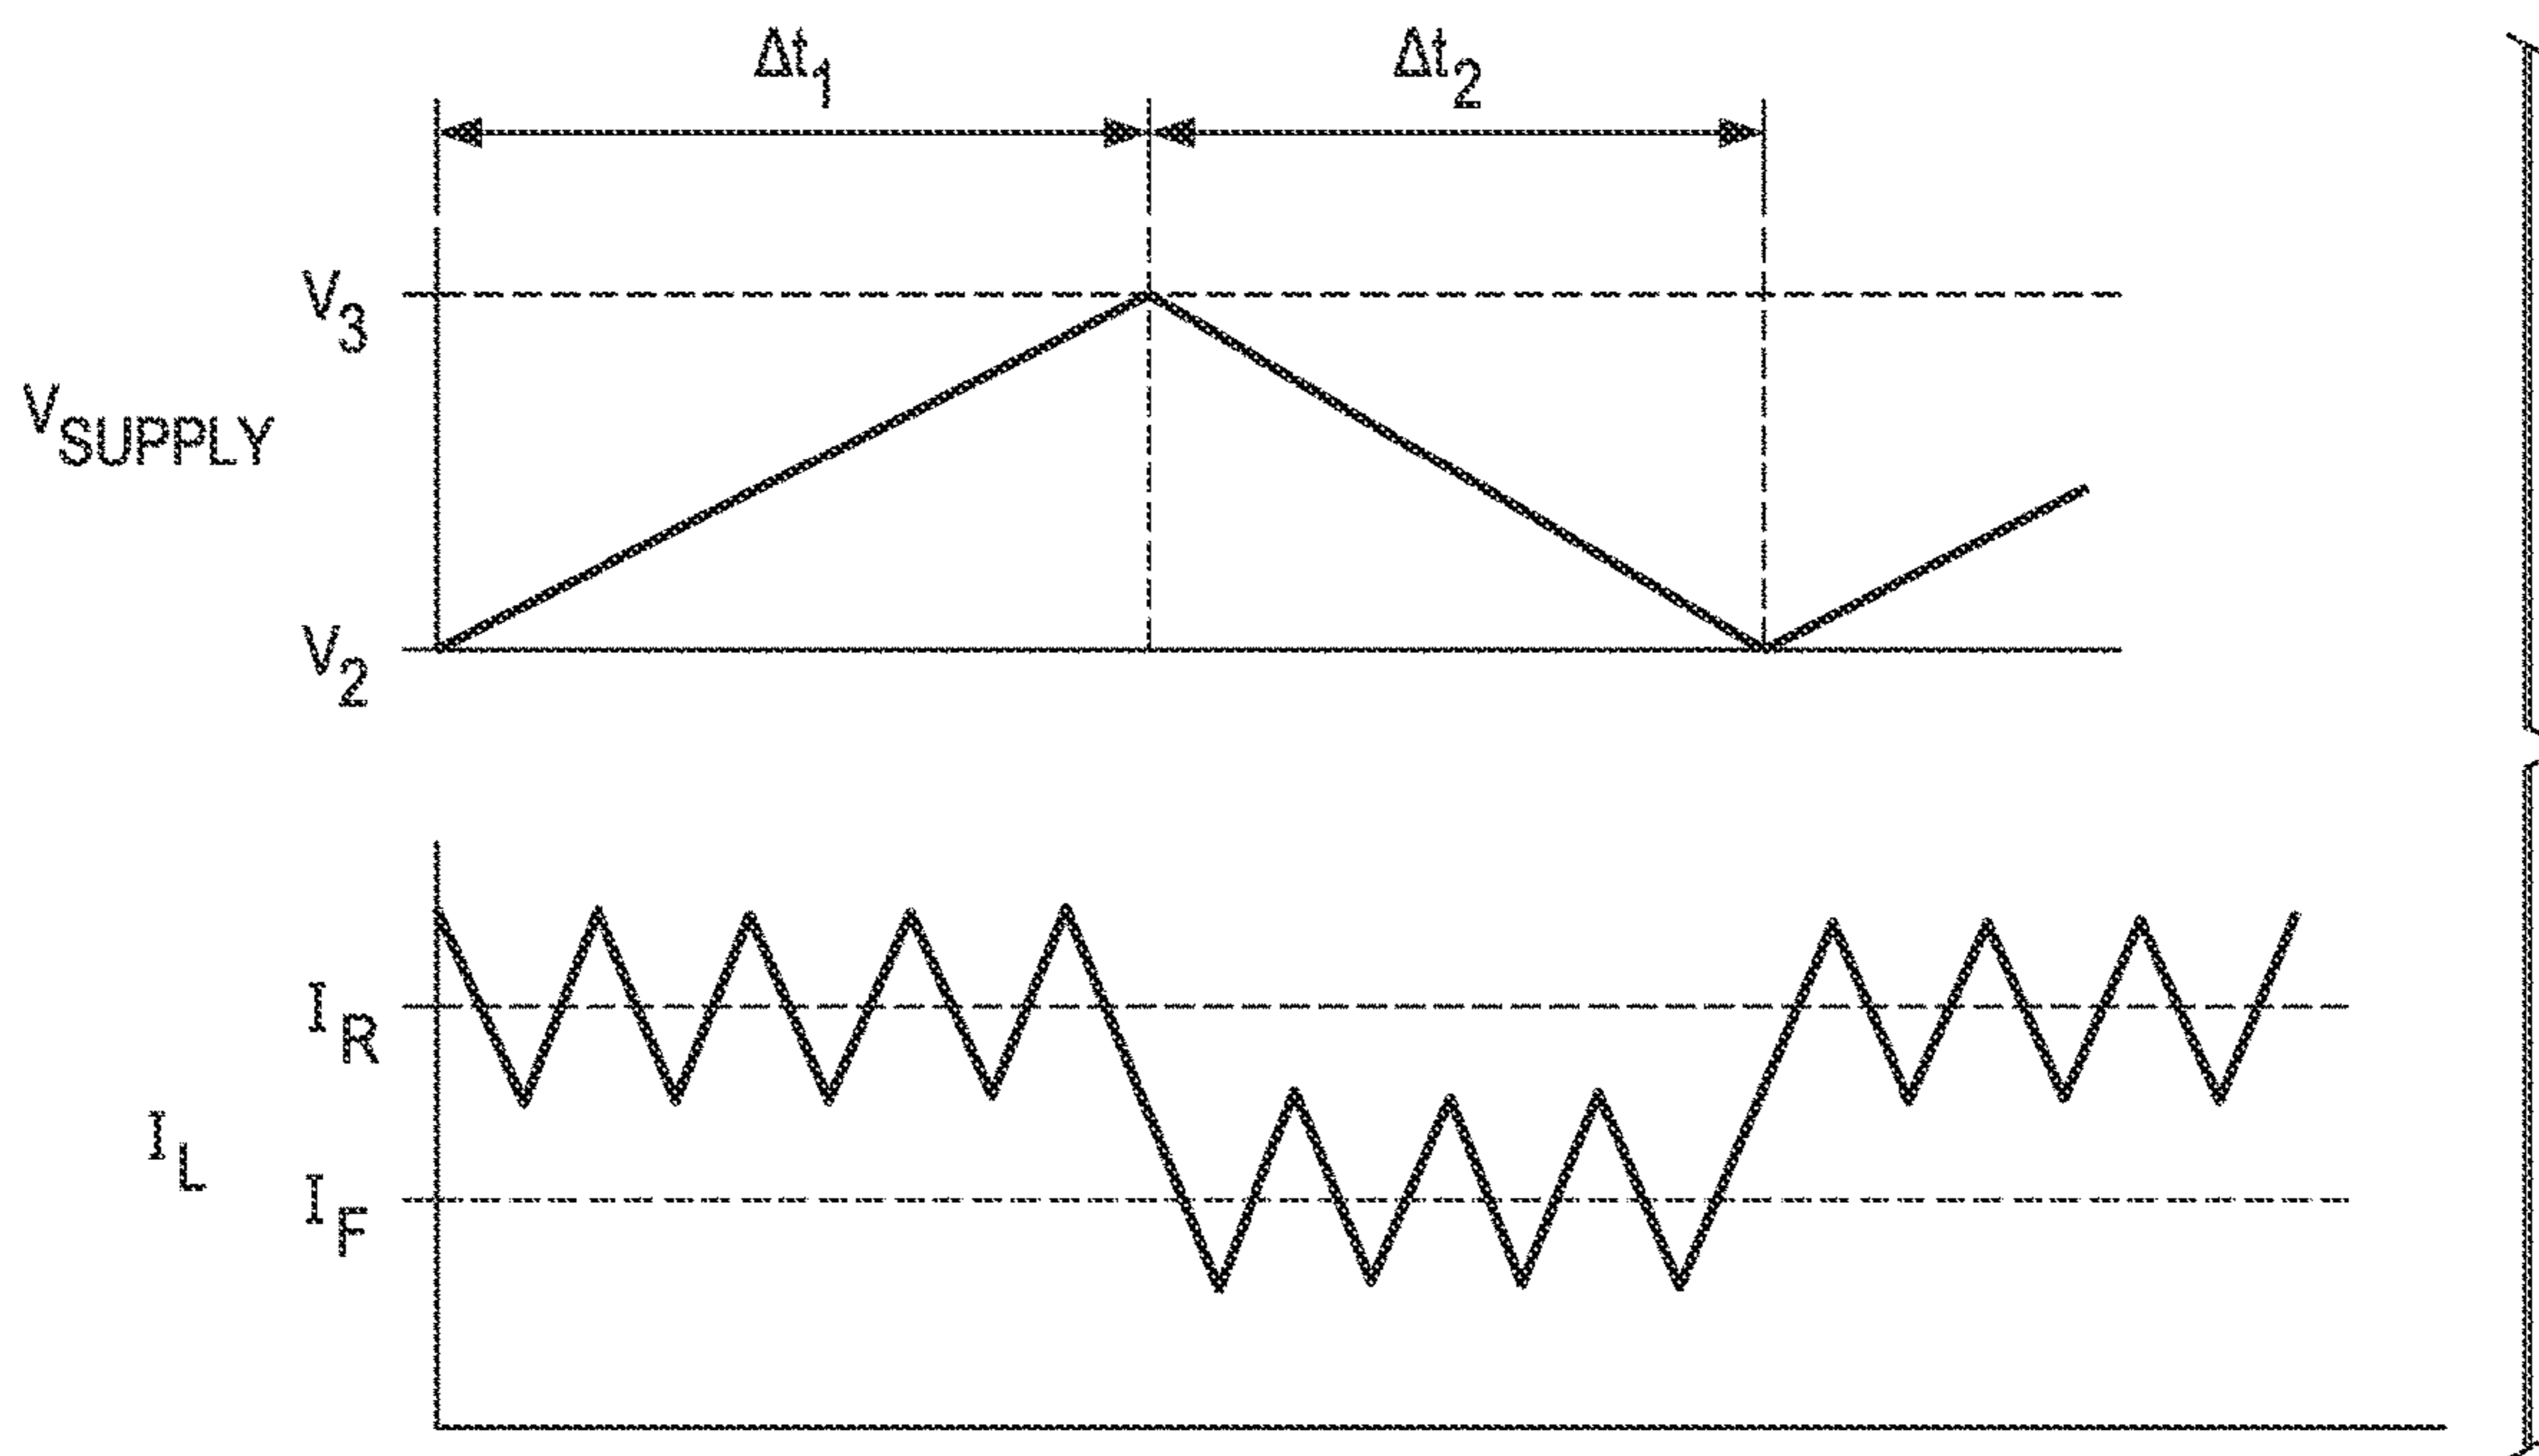 Δt1
Δt2
V3
VSUPPLY
V2
IR
IL
IF